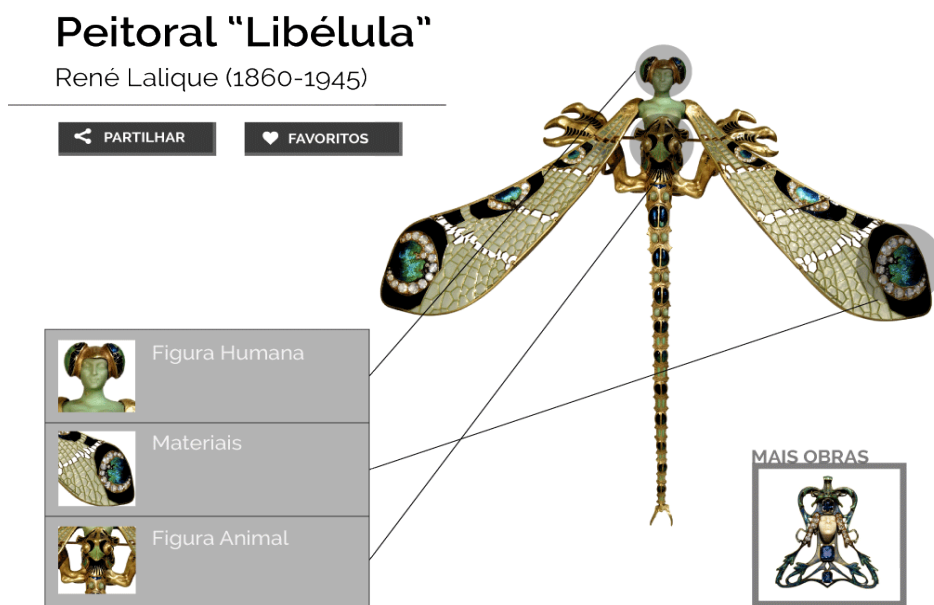 Peitoral “Libélula”
René Lalique (1860-1945)
PARTILHAR
FAVORITOS
Figura Humana
Materiais
Figura Animal
MAIS OBRAS